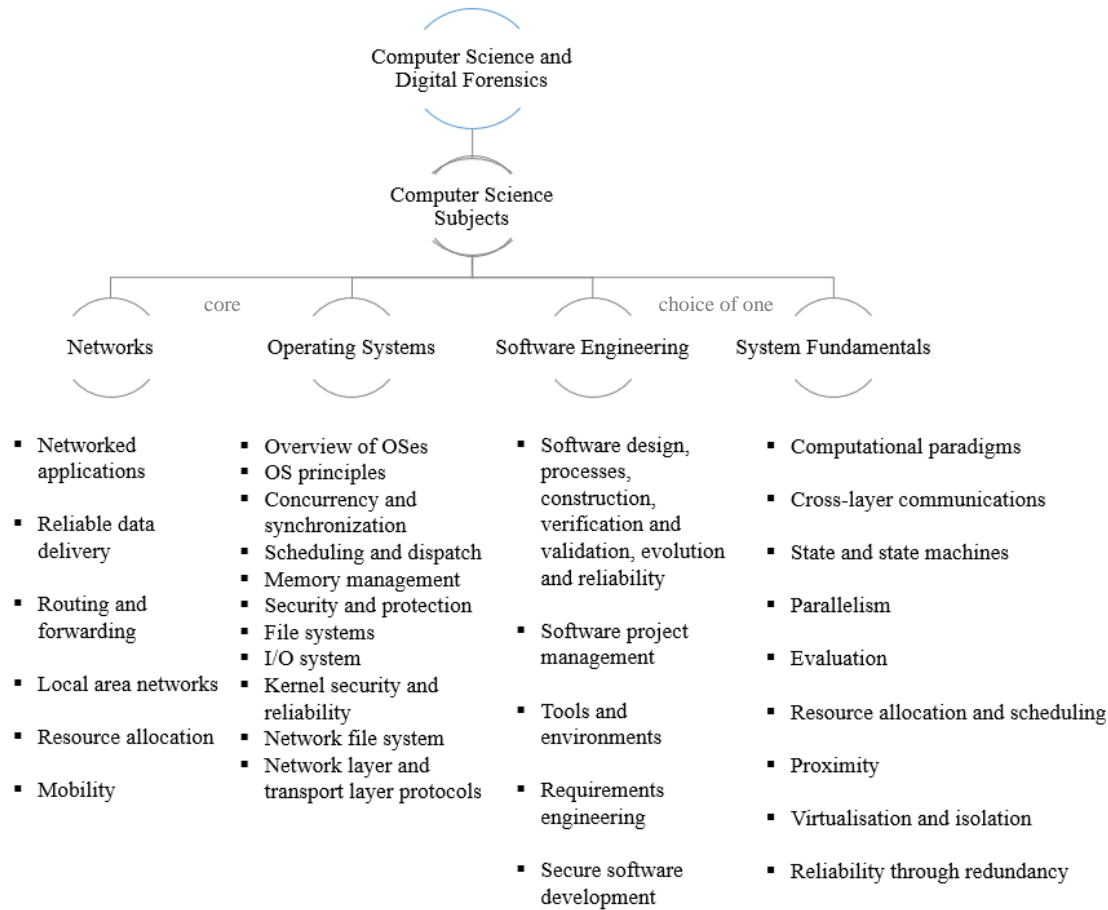 Computer Science and
Digital Forensics
Computer Science
Subjects
core
choice of one
Networks
Operating Systems
Software Engineering
System Fundamentals
▪ Networked
applications
▪ Reliable data
delivery
▪ Routing and
forwarding
▪ Local area networks
▪ Resource allocation
▪ Mobility
▪ Overview of OSes
▪ OS principles
▪ Concurrency and
synchronization
▪ Scheduling and dispatch
▪ Memory management
▪ Security and protection
▪ File systems
▪ I/O system
▪ Kernel security and
reliability
▪ Network file system
▪ Network layer and
transport layer protocols
▪ Software design,
processes,
construction,
verification and
validation, evolution
and reliability
▪ Software project
management
▪ Tools and
environments
▪ Requirements
engineering
▪ Secure software
development
▪ Computational paradigms
▪ Cross-layer communications
▪ State and state machines
▪ Parallelism
▪ Evaluation
▪ Resource allocation and scheduling
▪ Proximity
▪ Virtualisation and isolation
▪ Reliability through redundancy